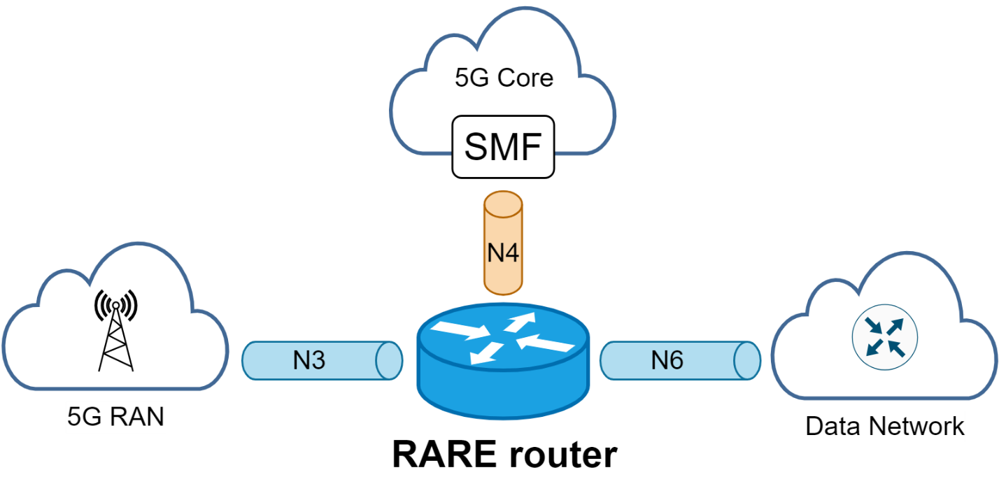 5G Core
SMF
N4
N3
N6
5G RAN
Data Network
RARE router